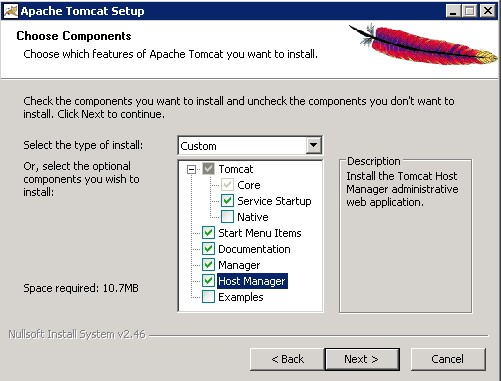 Apache Tomcat Setup
Choose Components
Choose which features of Apache Tomcat you want to install.
Check the components you want to install and uncheck the components you don't want to
install. Click Next to continue.
Select the type of install:
Custom
Or, select the optional
components you wish to
install:
Tomcat
Core
Service Startup
Native
Start Menu Items
Documentation
Manager
Host Manager
Examples
Description
Install the Tomcat Host
Manager administrative
web application.
Space required: 10.7MB
Nullsoft Install System v2.46
< Back
Next >
Cancel